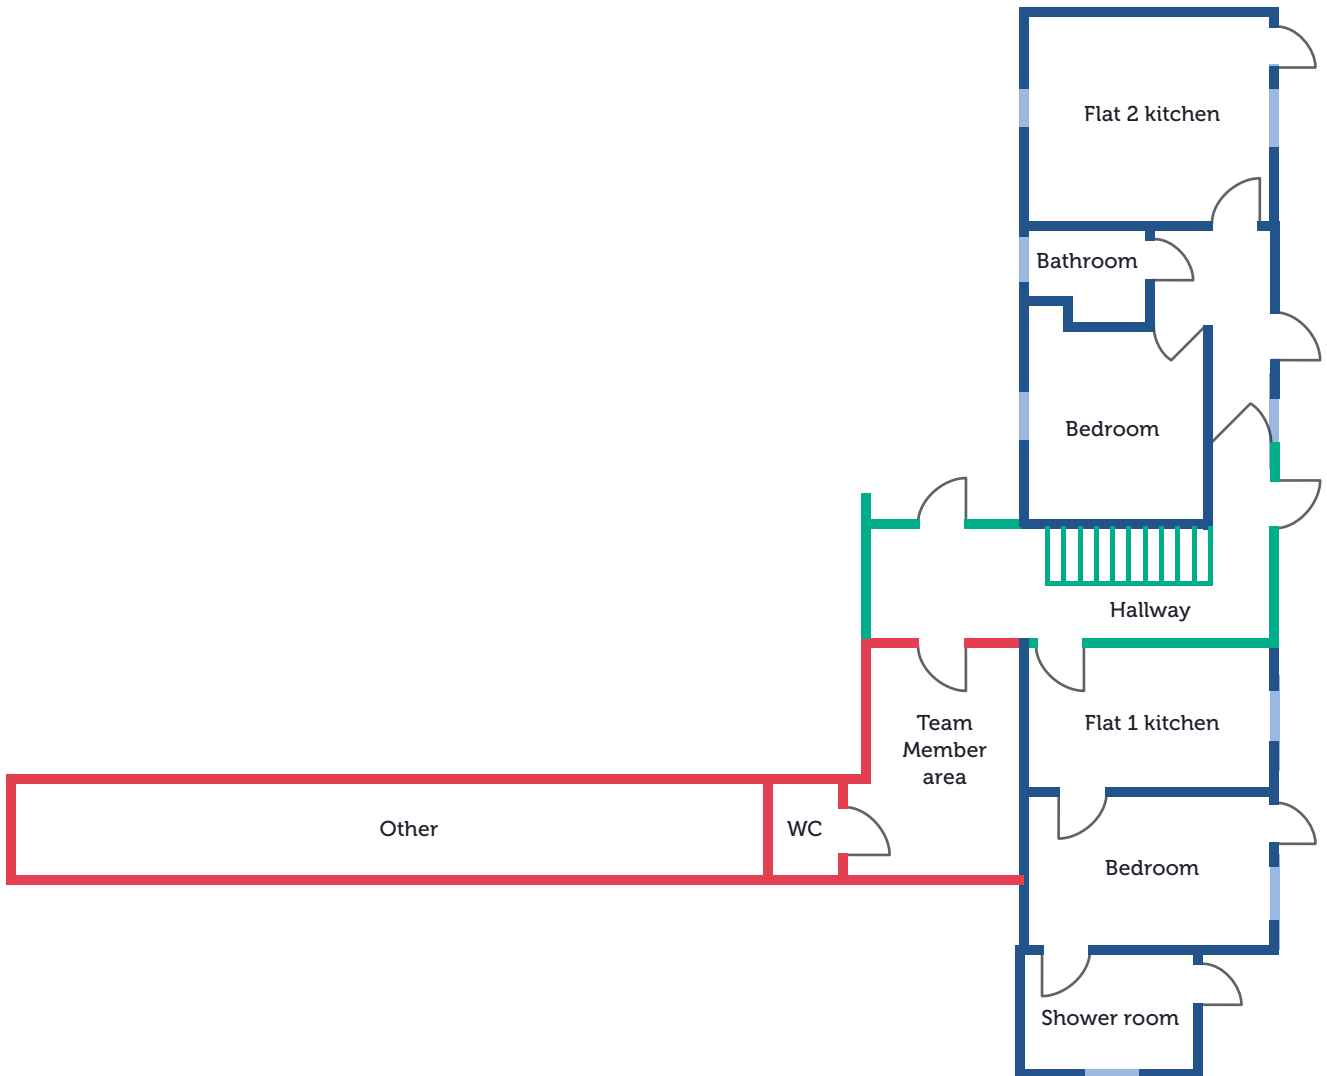 Flat 2 kitchen
Bathroom
Bedroom
Hallway
Team
Member
area
Flat 1 kitchen
Other
WC
Bedroom
Shower room